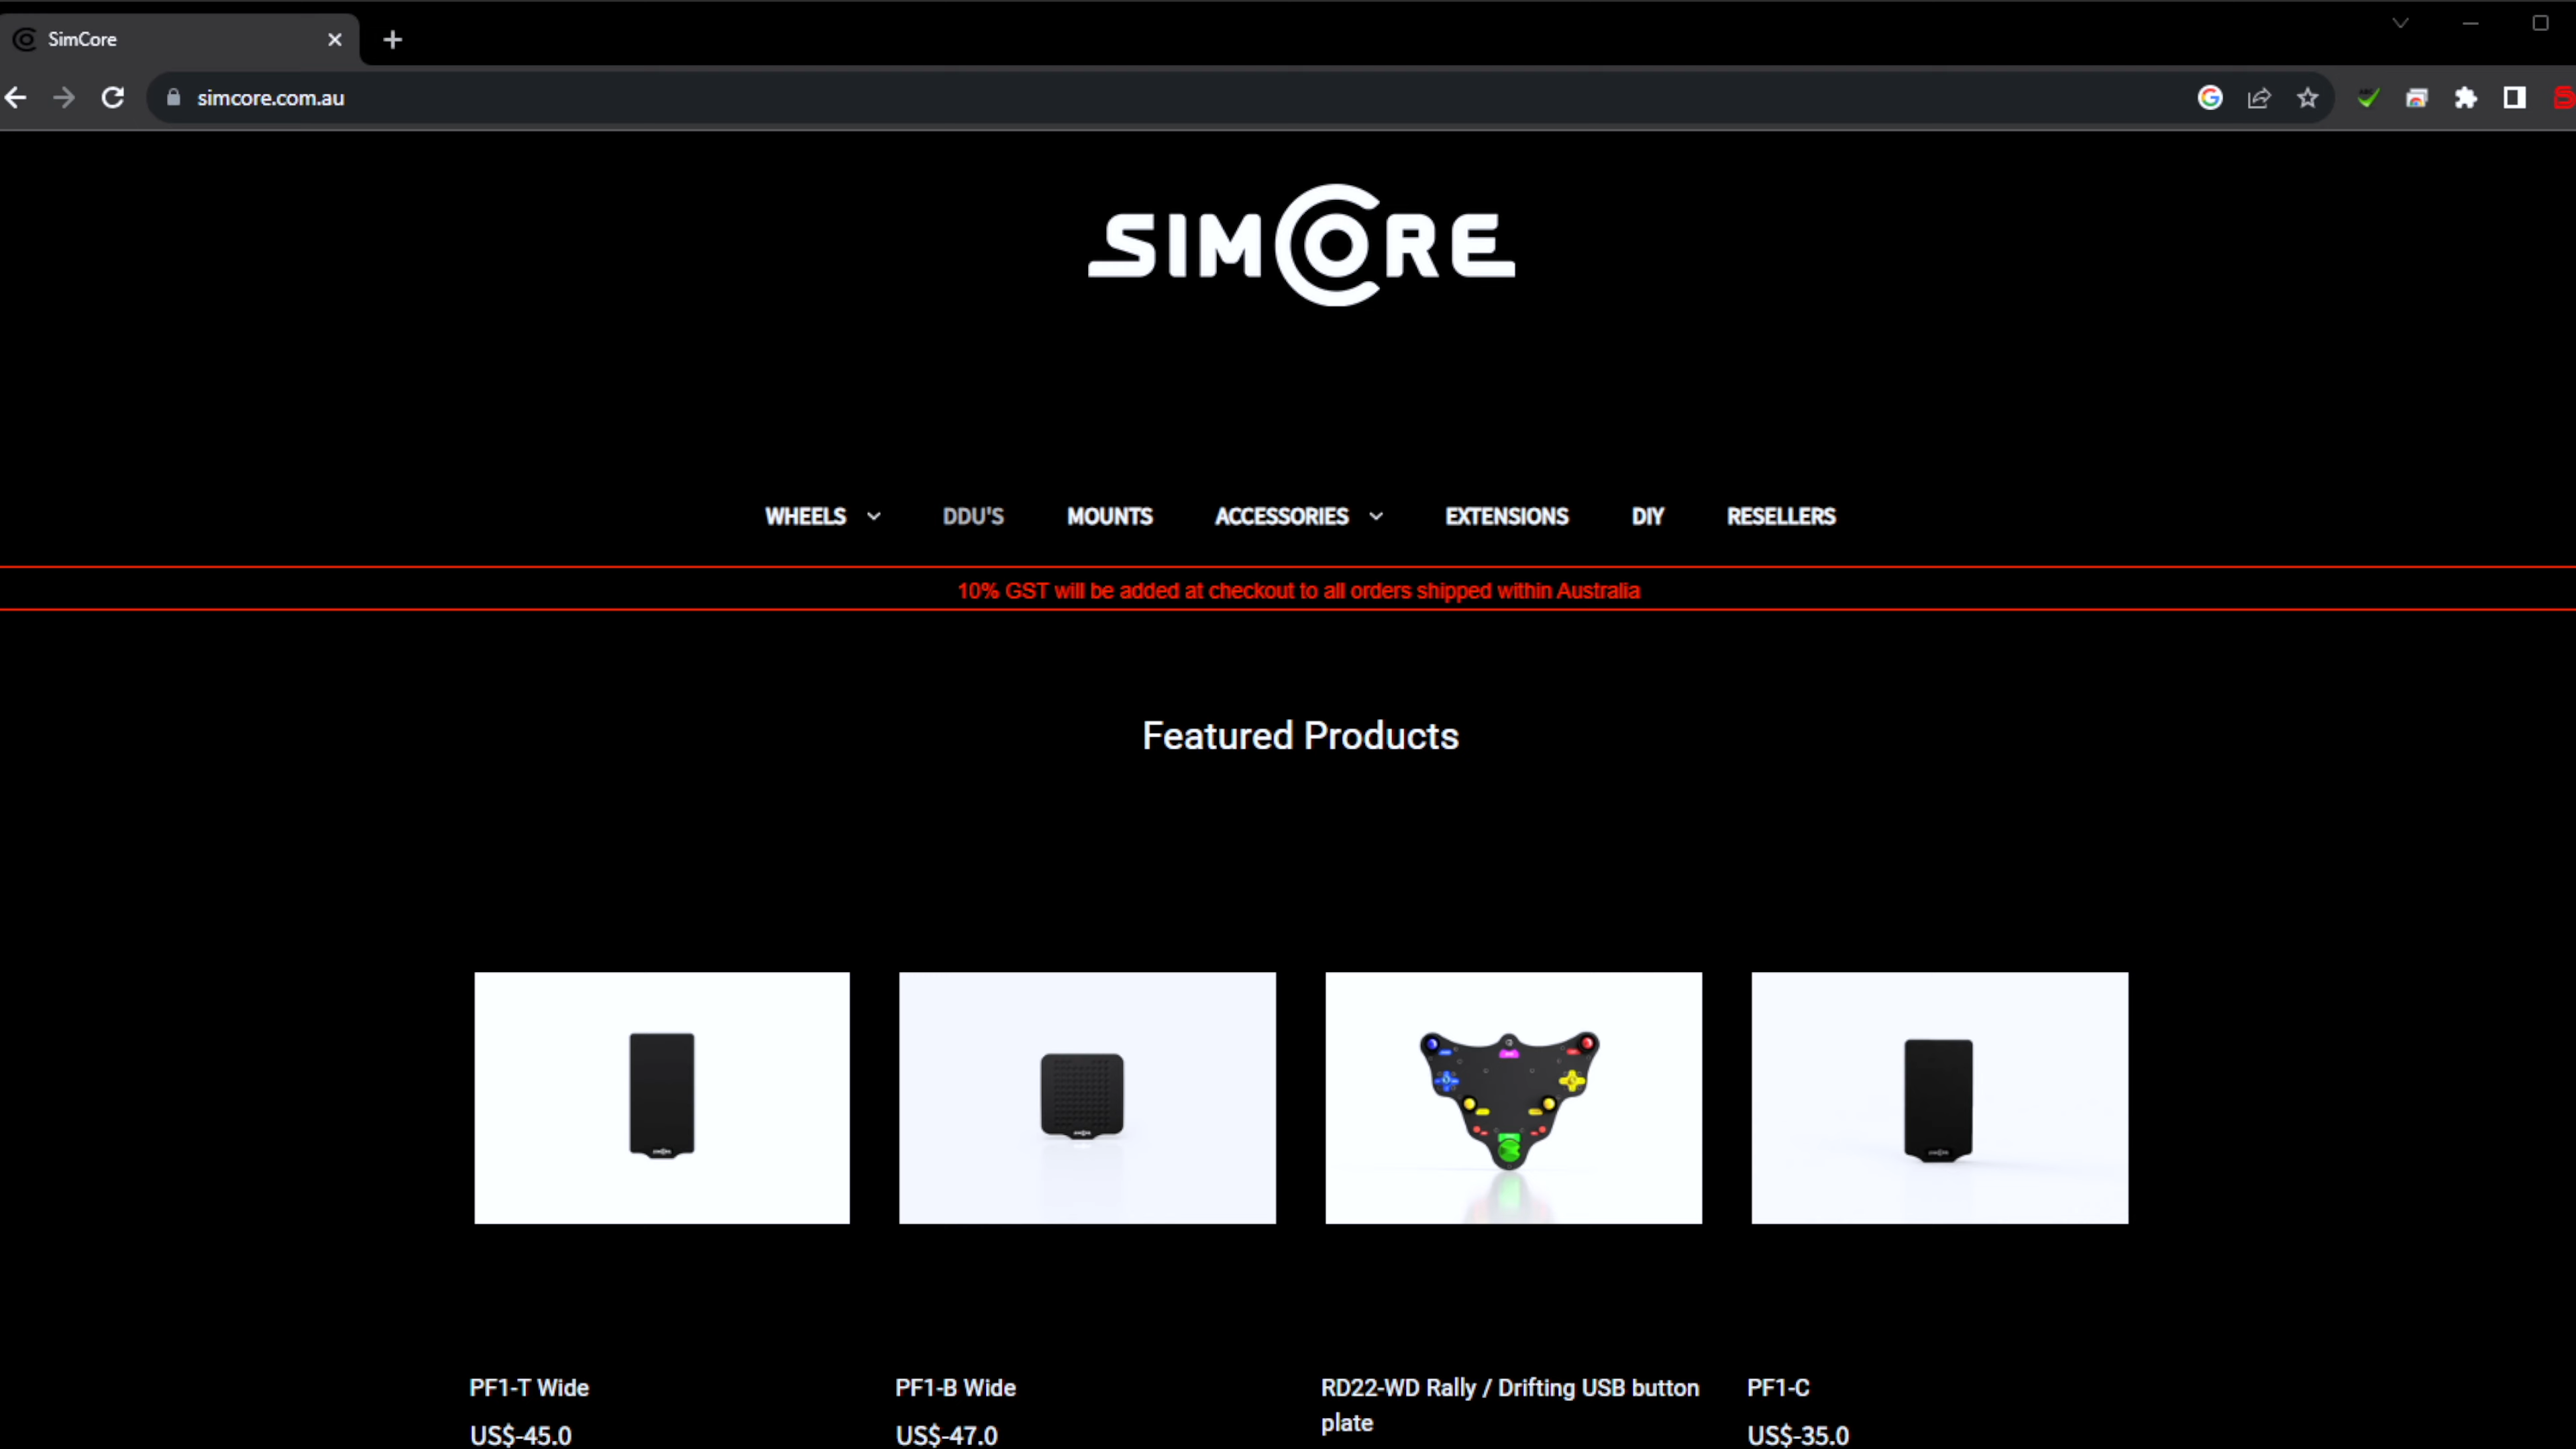 SimCore
simcore.com.au
SIMCORE
WHEELS DDU'S MOUNTS ACCESSORIES EXTENSIONS DIY RESELLERS
10% GST will be added at checkout to all orders shipped within Australia
Featured Products
PF1-T Wide
US$-45.0
PF1-B Wide
US$-47.0
RD22-WD Rally / Drifting USB button
plate
PF1-C
US$-35.0